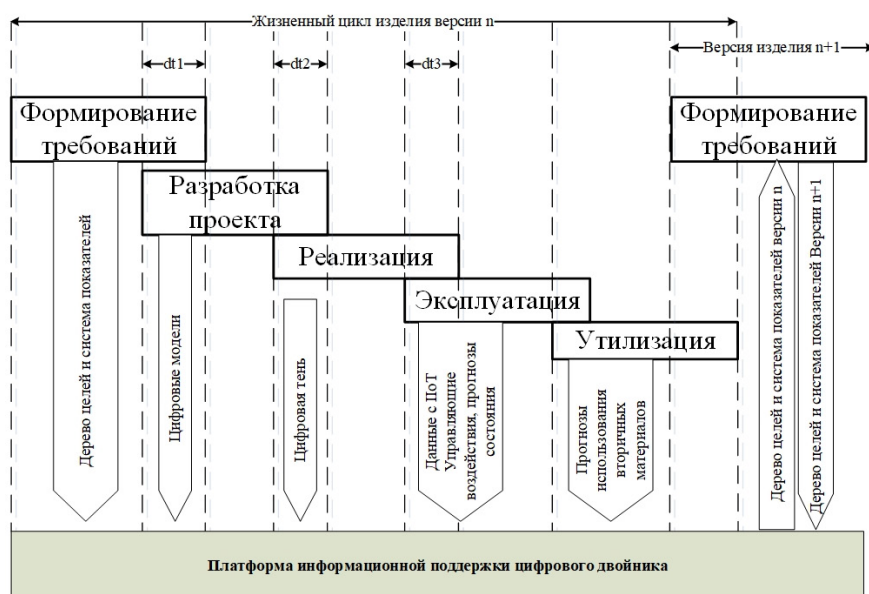 Жизненный цикл изделия версии n
Версия изделия n+1
dt1
dt2
dt3
Формирование
требований
Формирование
требований
Разработка
проекта
Реализация
Эксплуатация
Утилизация
Дерево целей и система показателей
Цифровые модели
Цифровая тень
Данные с IIоТ
Управляющие
воздействия, прогнозы
состояния
Прогнозы
использования
вторичных
материалов
Дерево целей и система показателей версии n
Дерево целей и система показателей Версии n+1
Платформа информационной поддержки цифрового двойника